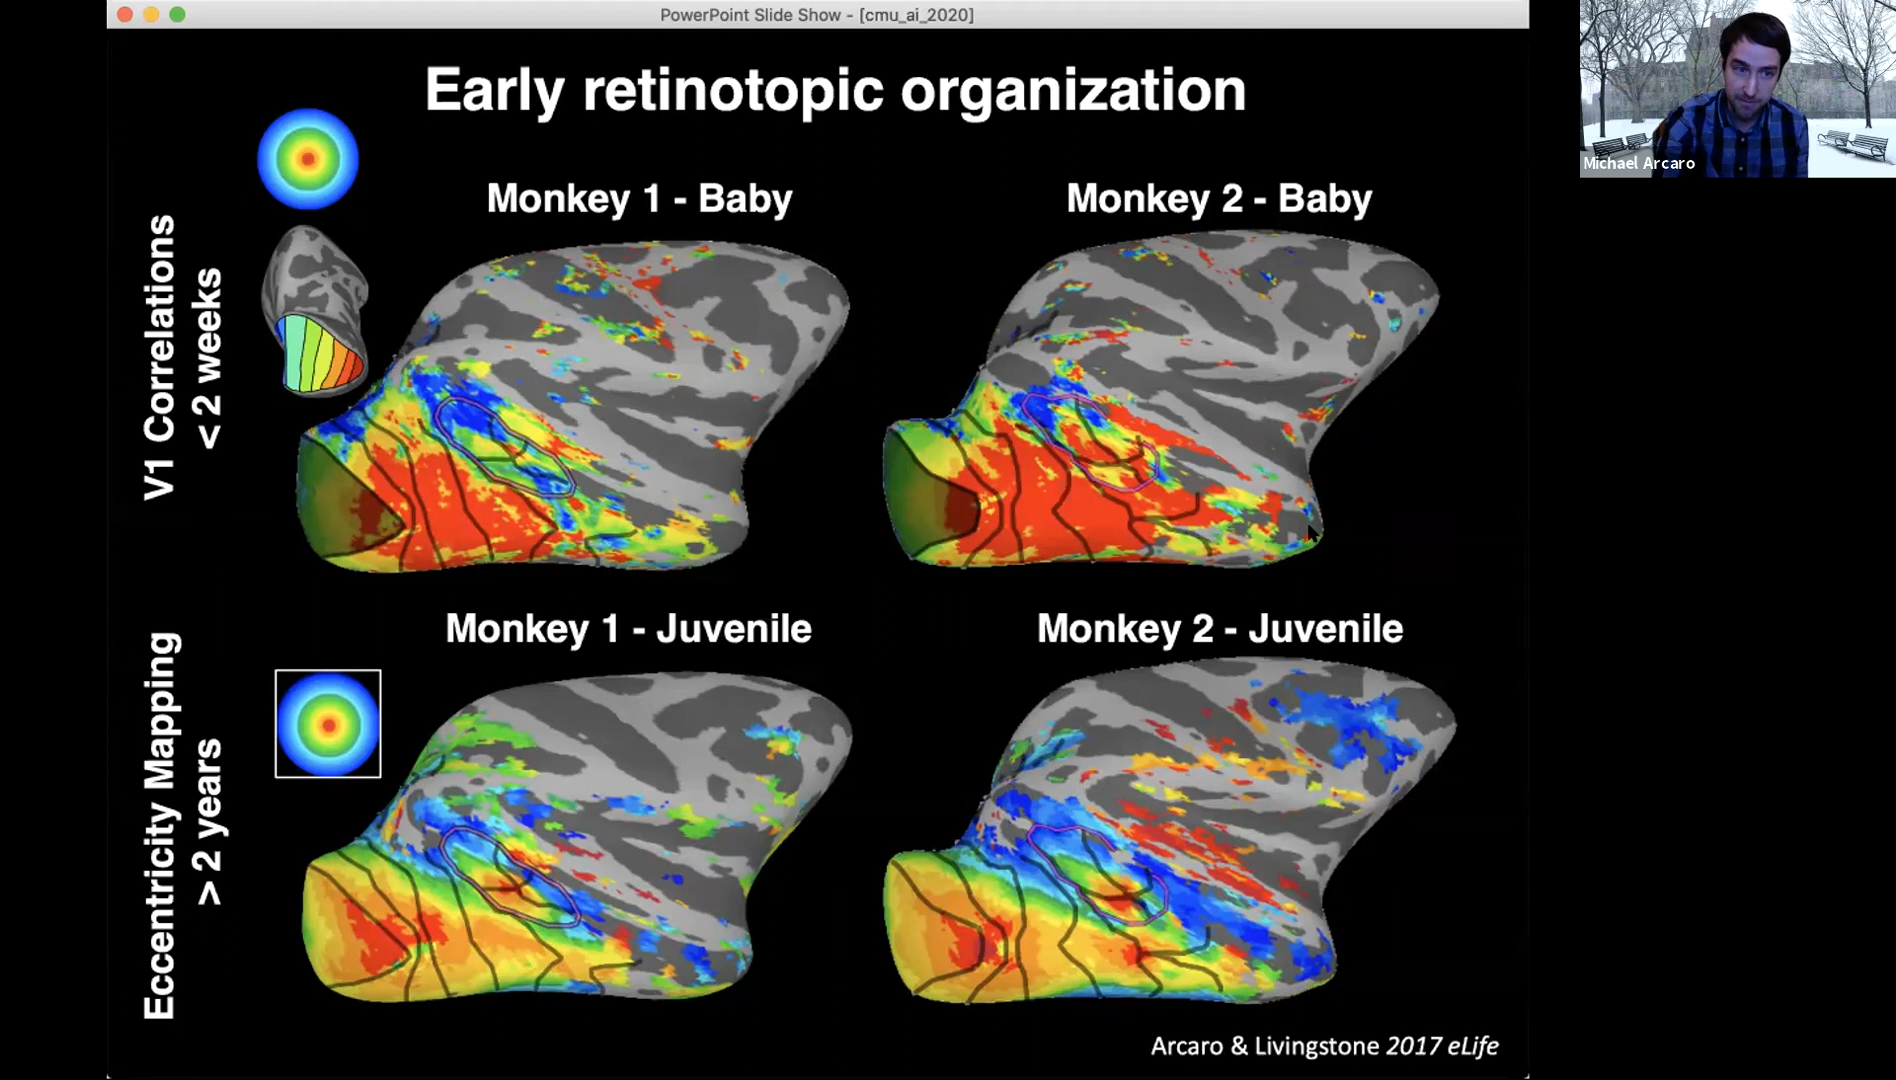 PowerPoint Slide Show - [cmu_ai_2020]
Early retinotopic organization
Michael Arcaro
Monkey 1 - Baby
Monkey 2 - Baby
V1 Correlations
< 2 weeks
Monkey 1 - Juvenile
Monkey 2 - Juvenile
Eccentricity Mapping
> 2 years
Arcaro & Livingstone 2017 eLife